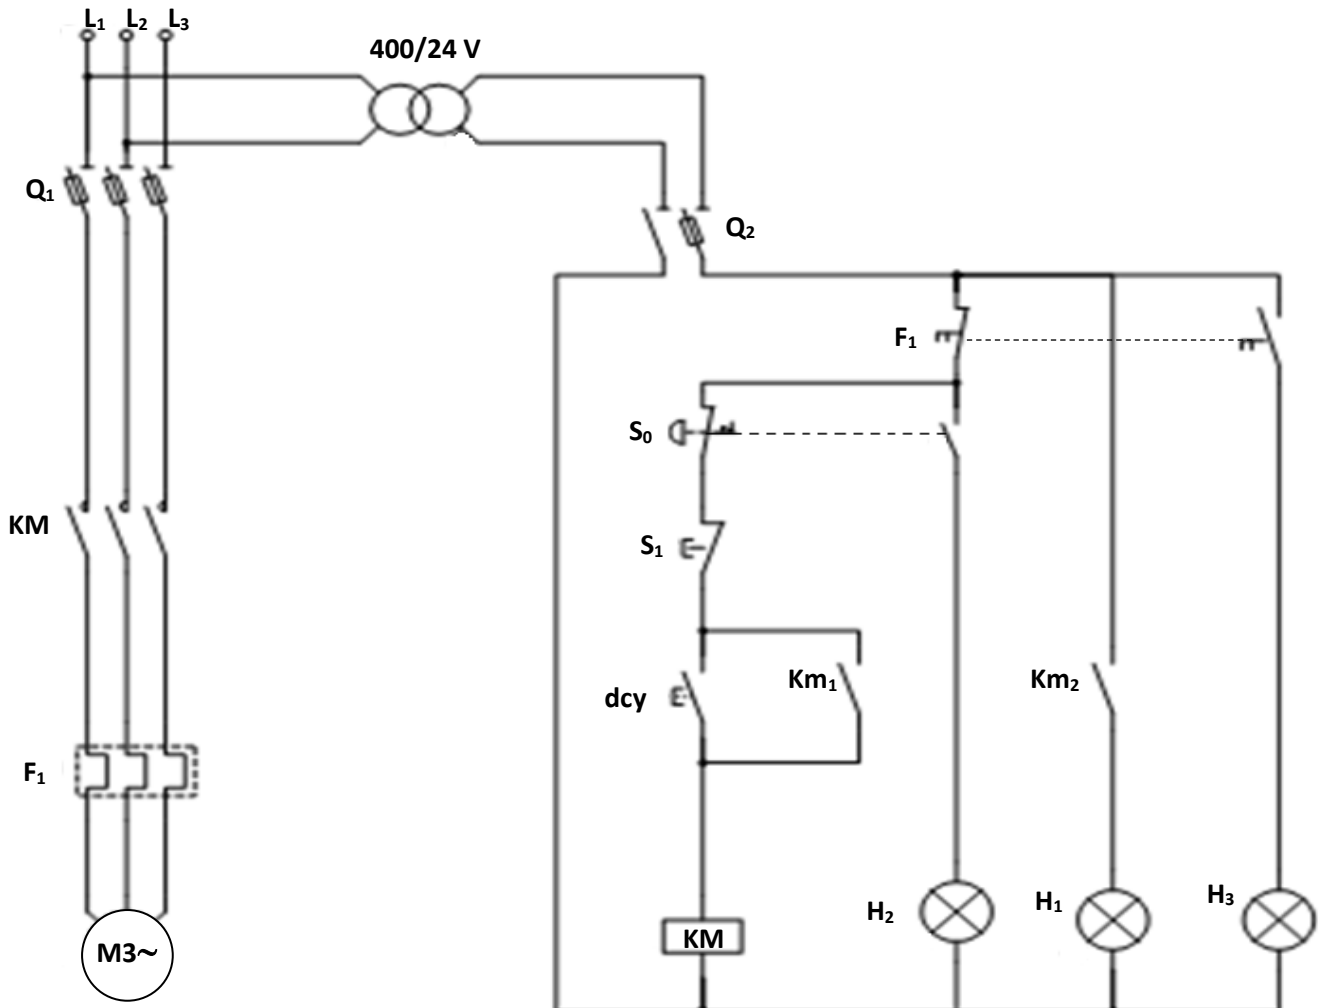 L₁ L₂ L₃
400/24 V
Q₁
Q₂
F₁
S₀
KM
S₁
dcy
Km₁
Km₂
F₁
H₂
H₁
H₃
M3~
KM